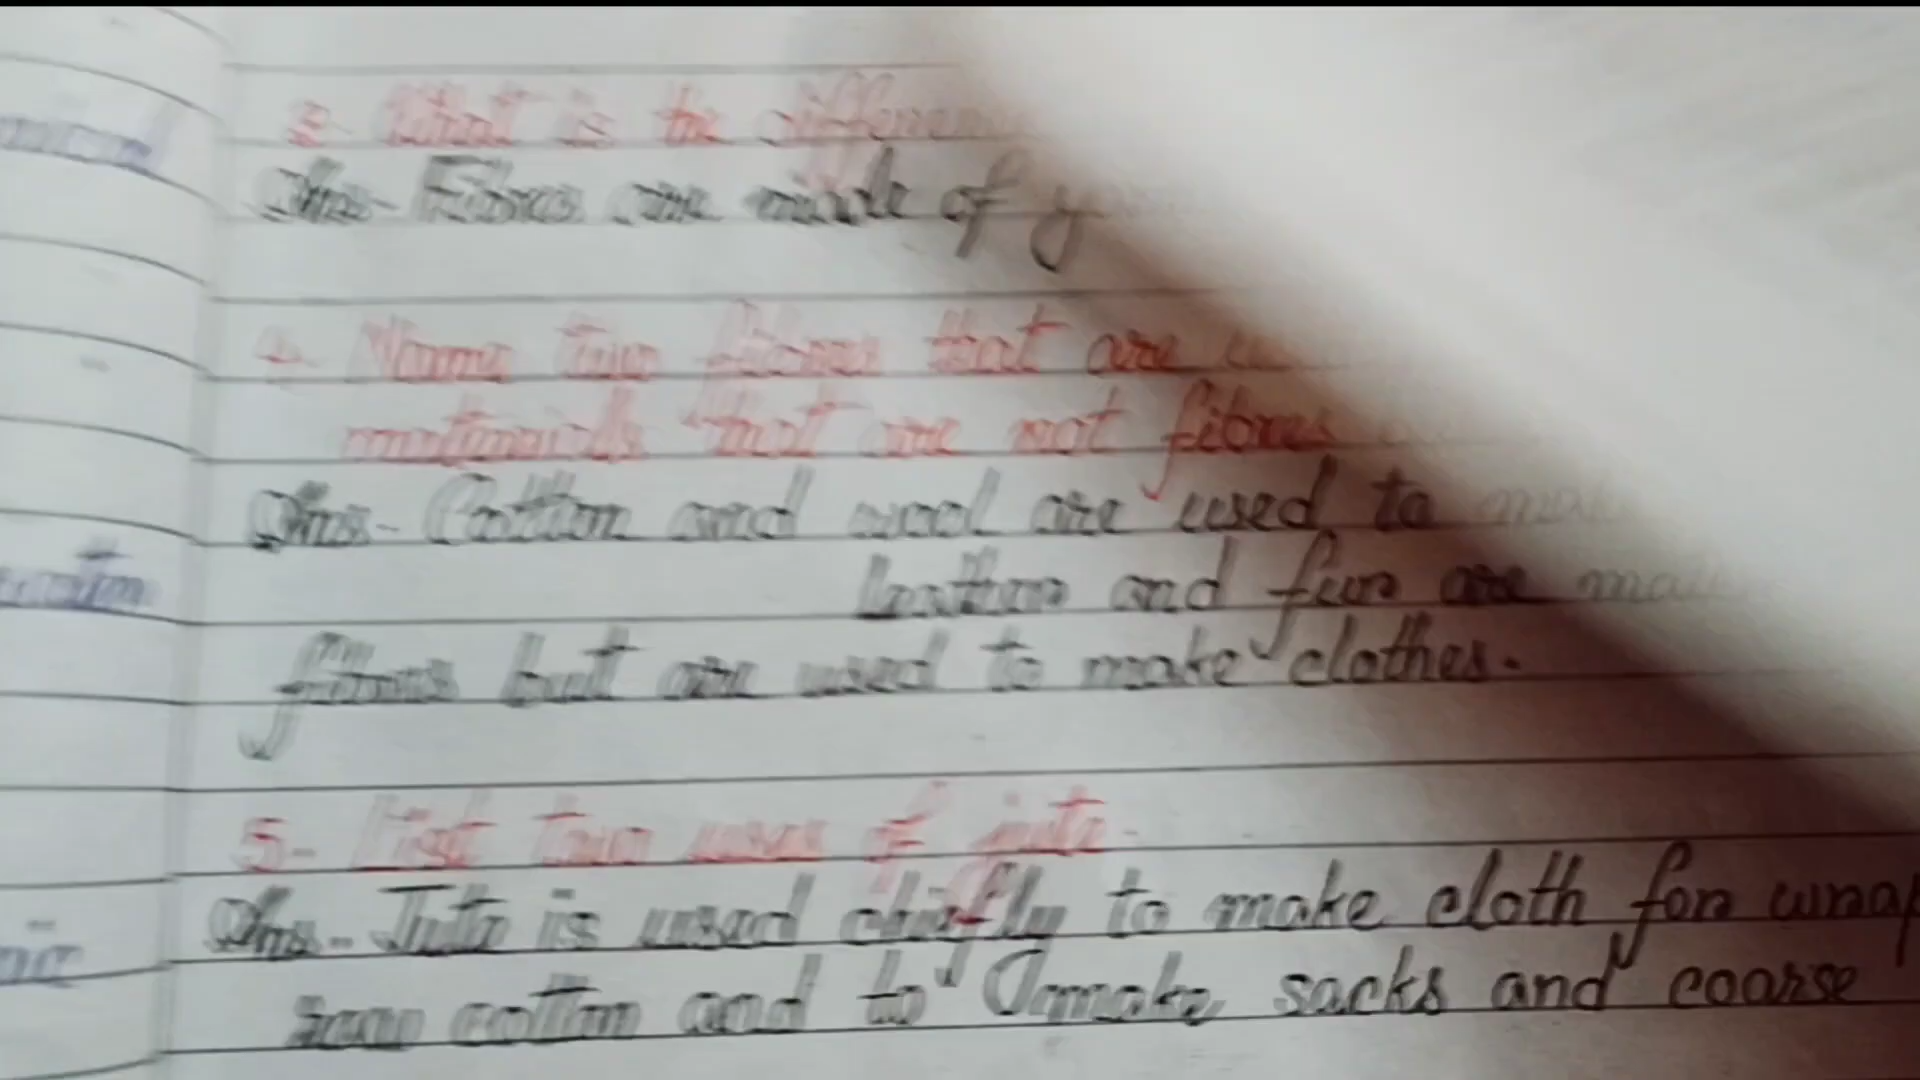 3- What is the
Ans- Fibres are made of
4- Name two fibres that are
materials that are not fibres
Ans- Cotton and wool are used to
leather and fur are
fibres but are used to make clothes.
5- List two uses of jute.
Ans- Jute is used chiefly to make cloth for
raw cotton and to make sacks and coarse